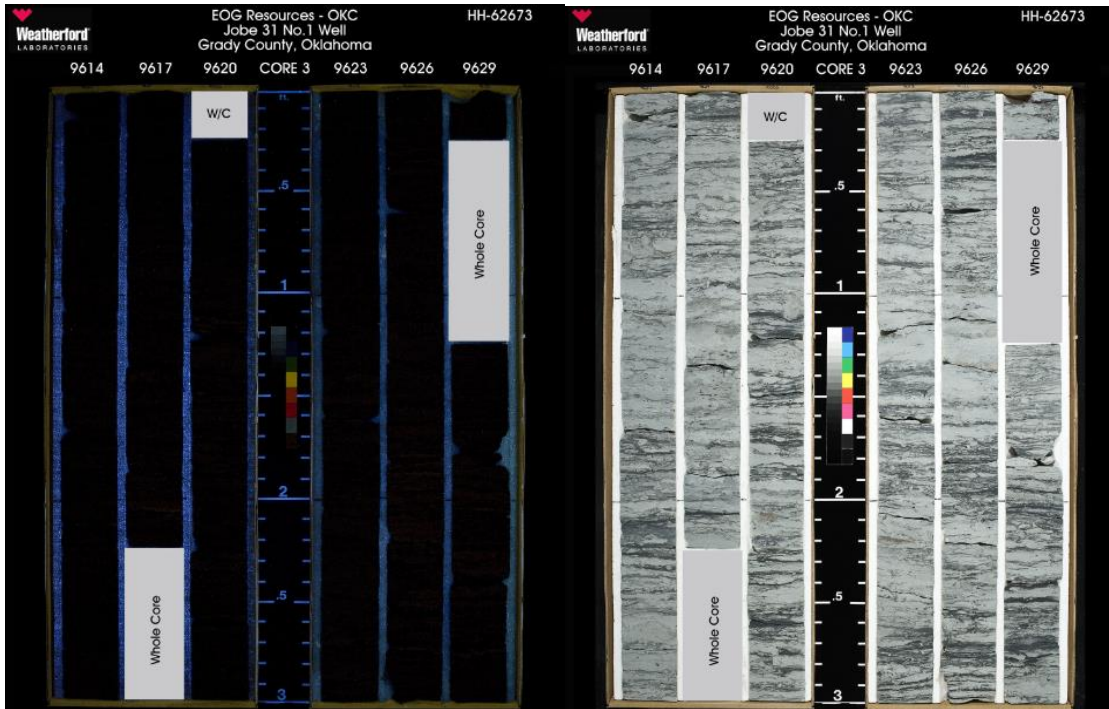 Weatherford
LABORATORIES
EOG Resources - OKC
Jobe 31 No.1 Well
Grady County, Oklahoma
HH-62673
9614 9617 9620 CORE 3 9623 9626 9629
W/C
ft.
.5
Whole Core
1
2
.5
Whole Core
3
Weatherford
LABORATORIES
EOG Resources - OKC
Jobe 31 No.1 Well
Grady County, Oklahoma
HH-62673
9614 9617 9620 CORE 3 9623 9626 9629
W/C
ft.
.5
Whole Core
1
2
.5
Whole Core
3